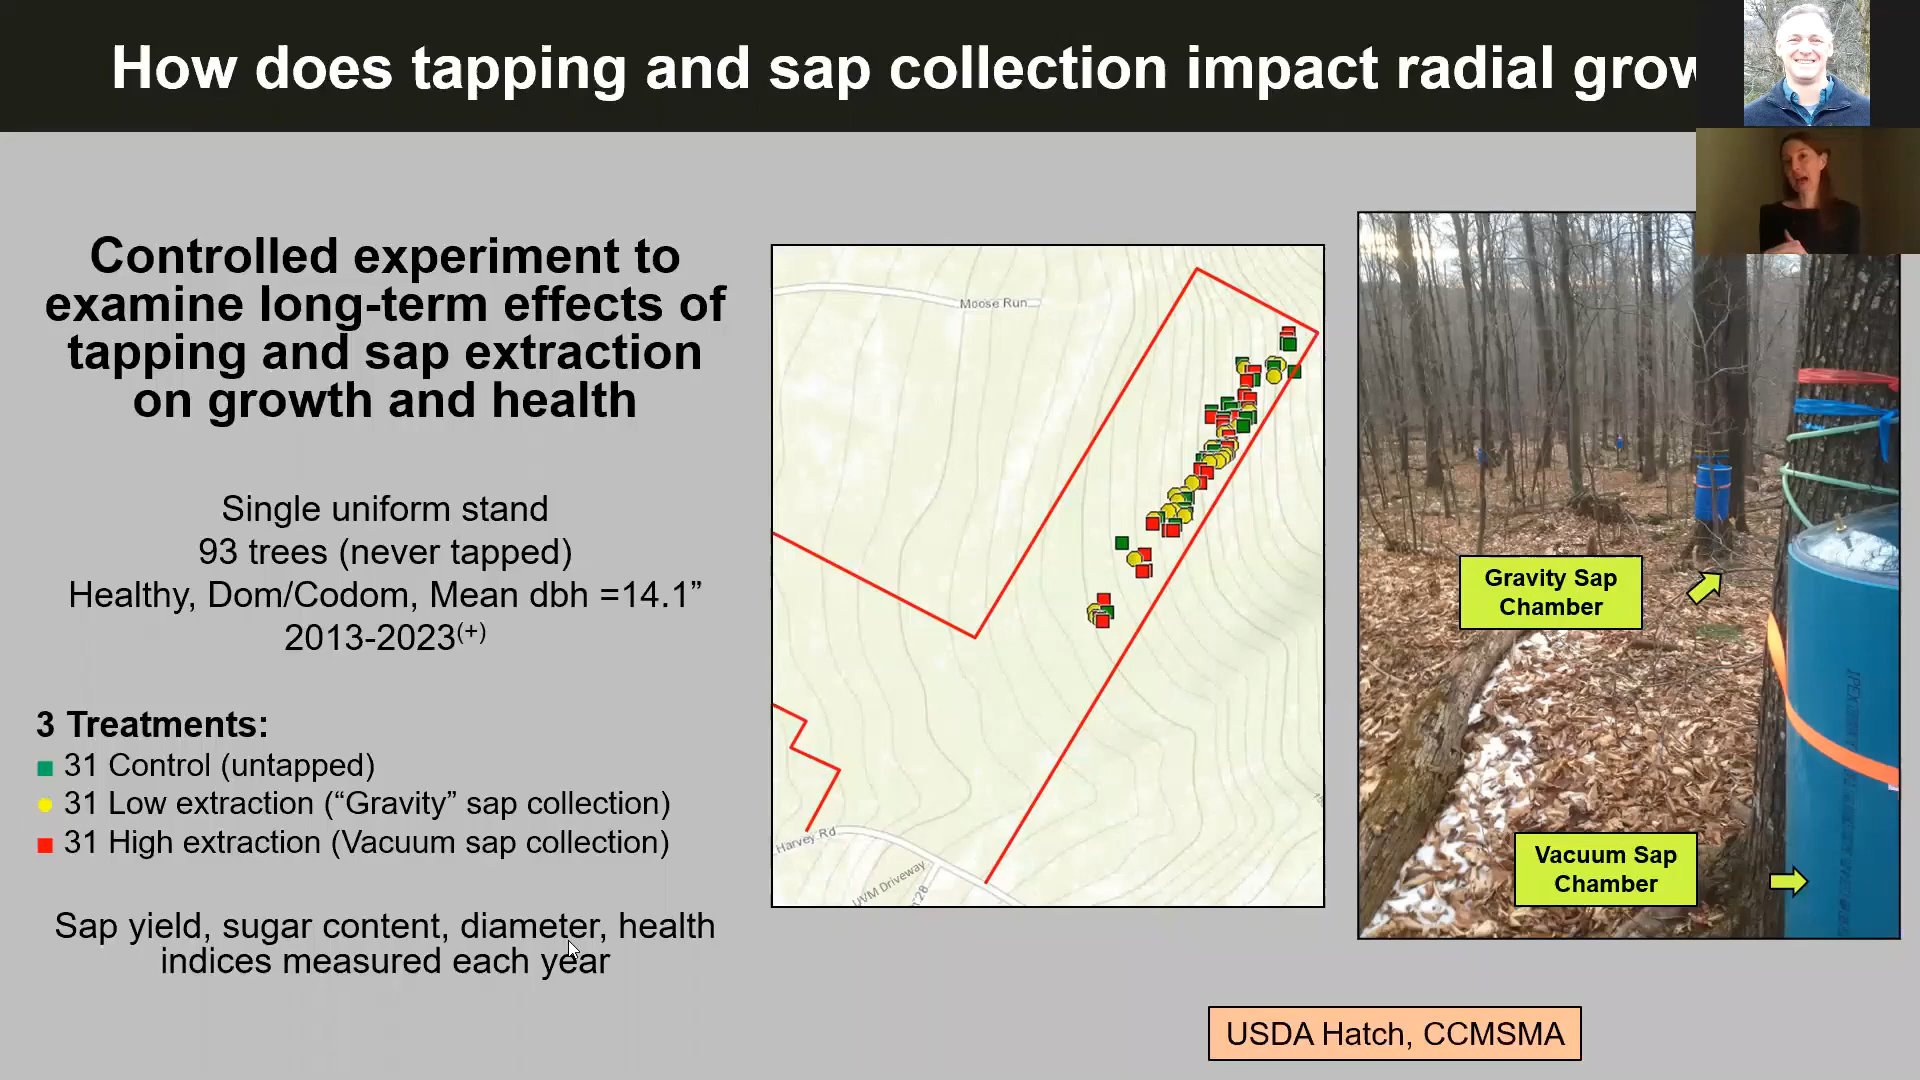 How does tapping and sap collection impact radial grow
Controlled experiment to
examine long-term effects of
tapping and sap extraction
on growth and health
Single uniform stand
93 trees (never tapped)
Healthy, Dom/Codom, Mean dbh =14.1”
2013-2023(+)
3 Treatments:
31 Control (untapped)
31 Low extraction (“Gravity” sap collection)
31 High extraction (Vacuum sap collection)
Sap yield, sugar content, diameter, health
indices measured each year
Moose Run
Harvey Rd
UVM Driveway
Gravity Sap
Chamber
Vacuum Sap
Chamber
USDA Hatch, CCMSMA